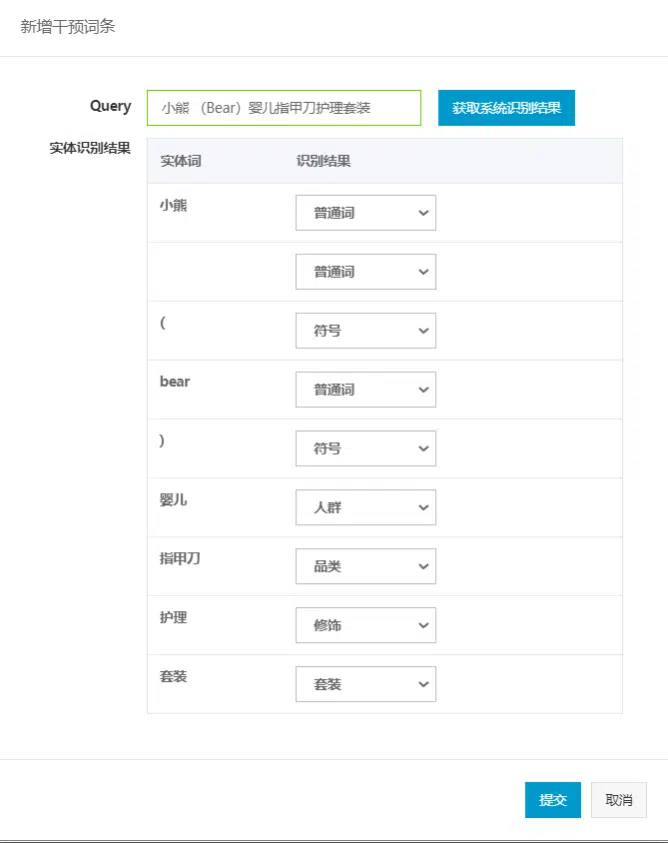 新增干预词条
Query 小熊 （Bear）婴儿指甲刀护理套装 获取系统识别结果
实体识别结果 实体词 识别结果
小熊 普通词
普通词
( 符号
bear 普通词
) 符号
婴儿 人群
指甲刀 品类
护理 修饰
套装 套装
提交 取消